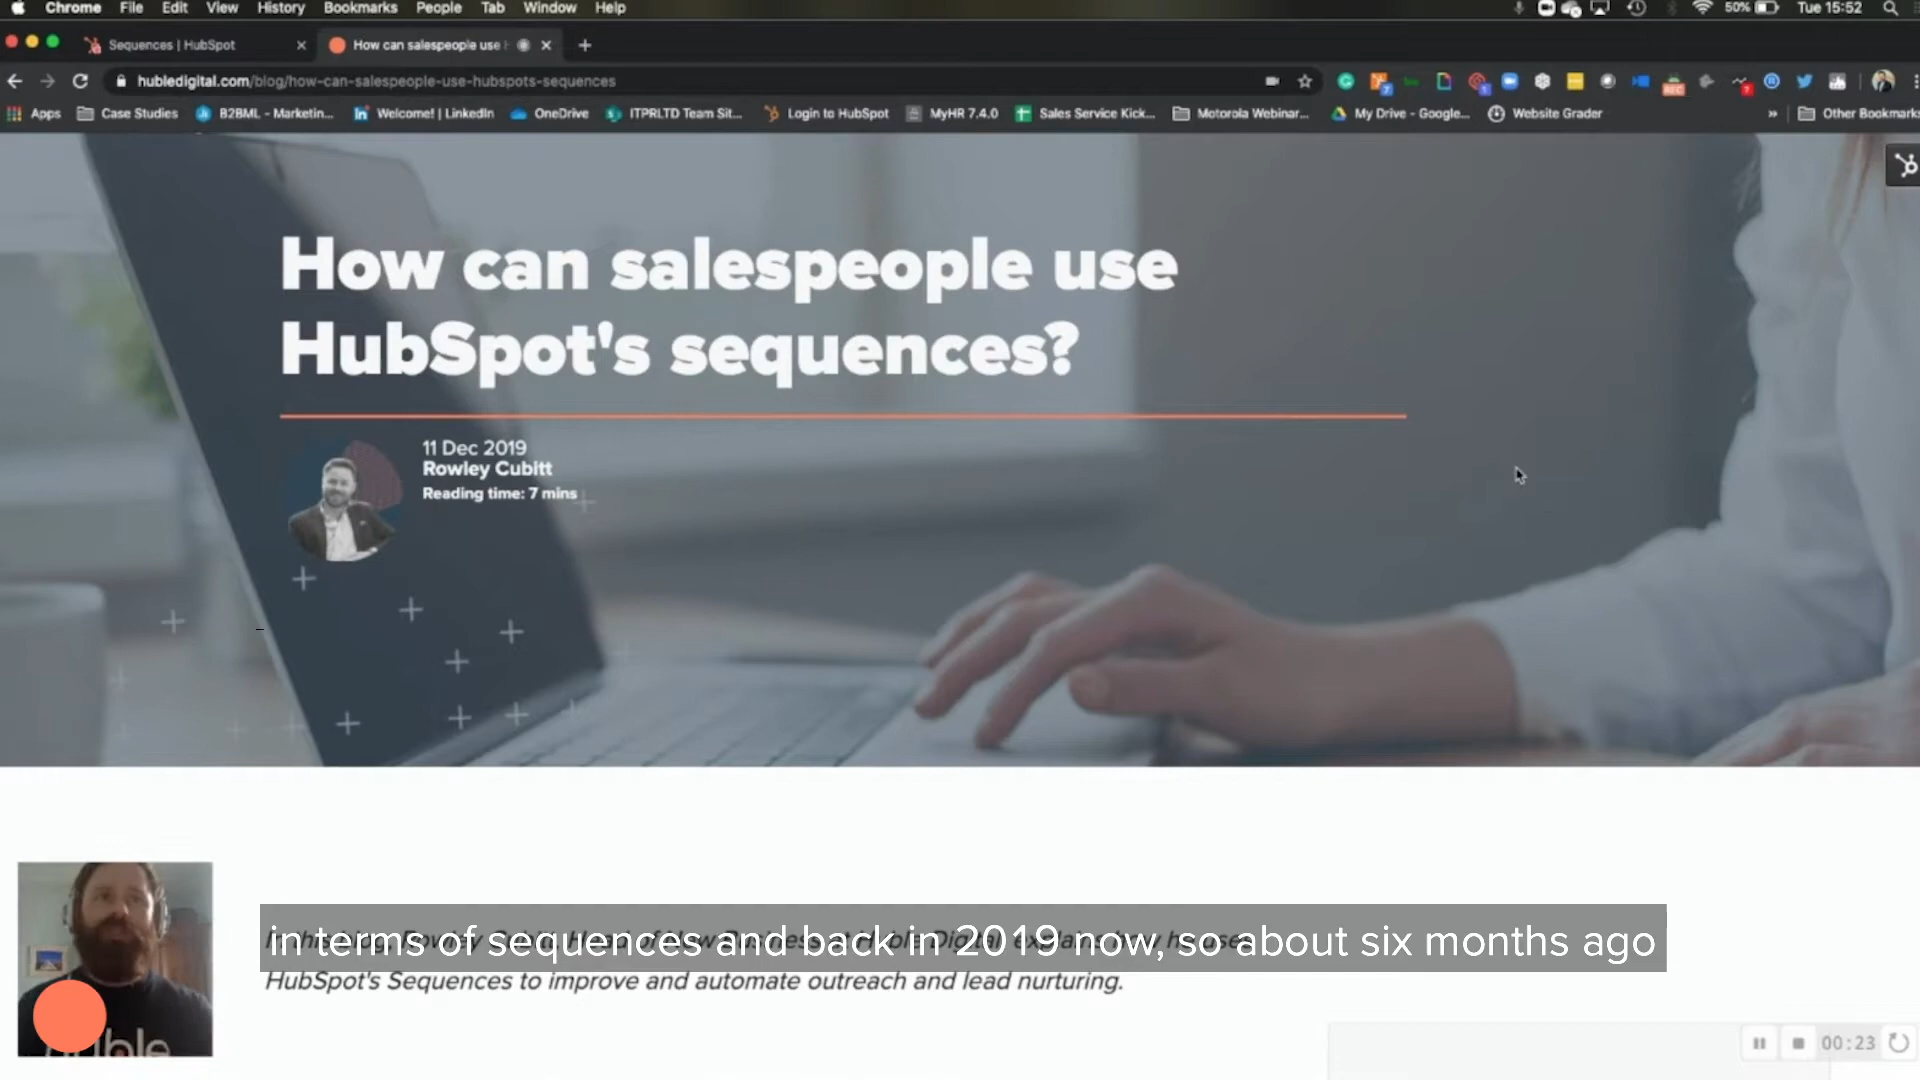 Chrome File Edit View History Bookmarks People Tab Window Help 50% Tue 15:52
Sequences | HubSpot How can salespeople use
hubledigital.com/blog/how-can-salespeople-use-hubspots-sequences
Apps Case Studies B2BML - Marketin... Welcome! | LinkedIn OneDrive ITPRLTD Team Sit... Login to HubSpot MyHR 7.4.0 Sales Service Kick... Motorola Webinar... My Drive - Google... Website Grader » Other Bookmarks
How can salespeople use
HubSpot's sequences?
11 Dec 2019
Rowley Cubitt
Reading time: 7 mins
in terms of sequences and back in 2019 now, so about six months ago
HubSpot's Sequences to improve and automate outreach and lead nurturing.
00:23